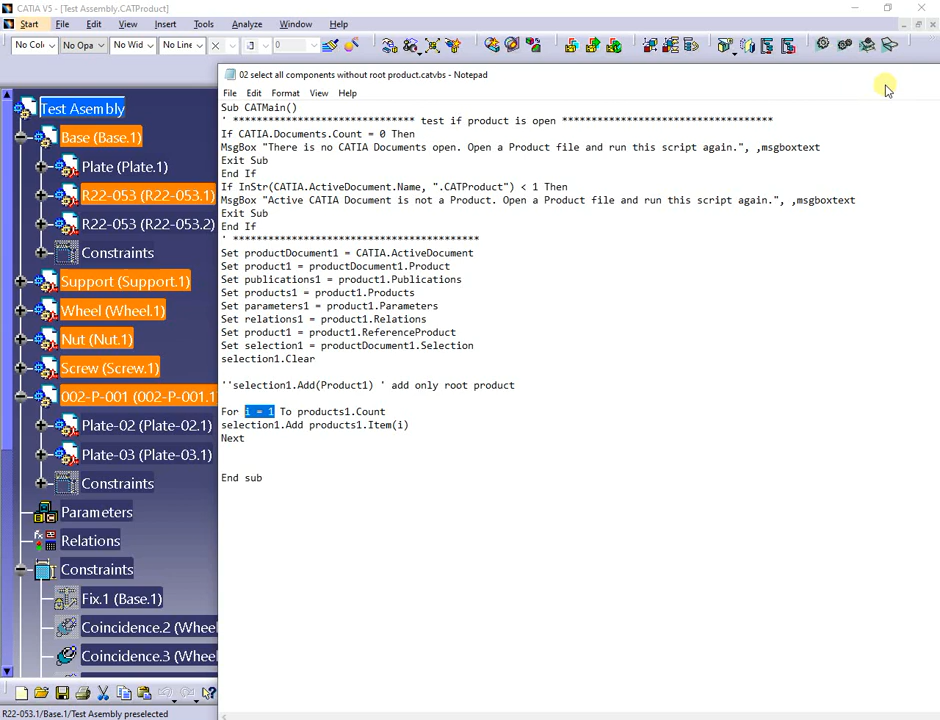 CATIA V5 - [Test Assembly.CATProduct]
Start File Edit View Insert Tools Analyze Window Help
No Col No Opa No Wid No Line 0
02 select all components without root product.catvbs - Notepad
File Edit Format View Help
Test Asembly
Base (Base.1)
Plate (Plate.1)
R22-053 (R22-053.1)
R22-053 (R22-053.2)
Constraints
Support (Support.1)
Wheel (Wheel.1)
Nut (Nut.1)
Screw (Screw.1)
002-P-001 (002-P-001.1
Plate-02 (Plate-02.1)
Plate-03 (Plate-03.1)
Constraints
Parameters
Relations
Constraints
Fix.1 (Base.1)
Coincidence.2 (Whee
Coincidence.3 (Whee
Sub CATMain()
' ******************************* test if product is open ************************************
If CATIA.Documents.Count = 0 Then
MsgBox "There is no CATIA Documents open. Open a Product file and run this script again.", ,msgboxtext
Exit Sub
End If
If InStr(CATIA.ActiveDocument.Name, ".CATProduct") < 1 Then
MsgBox "Active CATIA Document is not a Product. Open a Product file and run this script again.", ,msgboxtext
Exit Sub
End If
' ******************************************
Set productDocument1 = CATIA.ActiveDocument
Set product1 = productDocument1.Product
Set publications1 = product1.Publications
Set products1 = product1.Products
Set parameters1 = product1.Parameters
Set relations1 = product1.Relations
Set product1 = product1.ReferenceProduct
Set selection1 = productDocument1.Selection
selection1.Clear
''selection1.Add(Product1) ' add only root product
For i = 1 To products1.Count
selection1.Add products1.Item(i)
Next
End sub
R22-053.1/Base.1/Test Asembly preselected